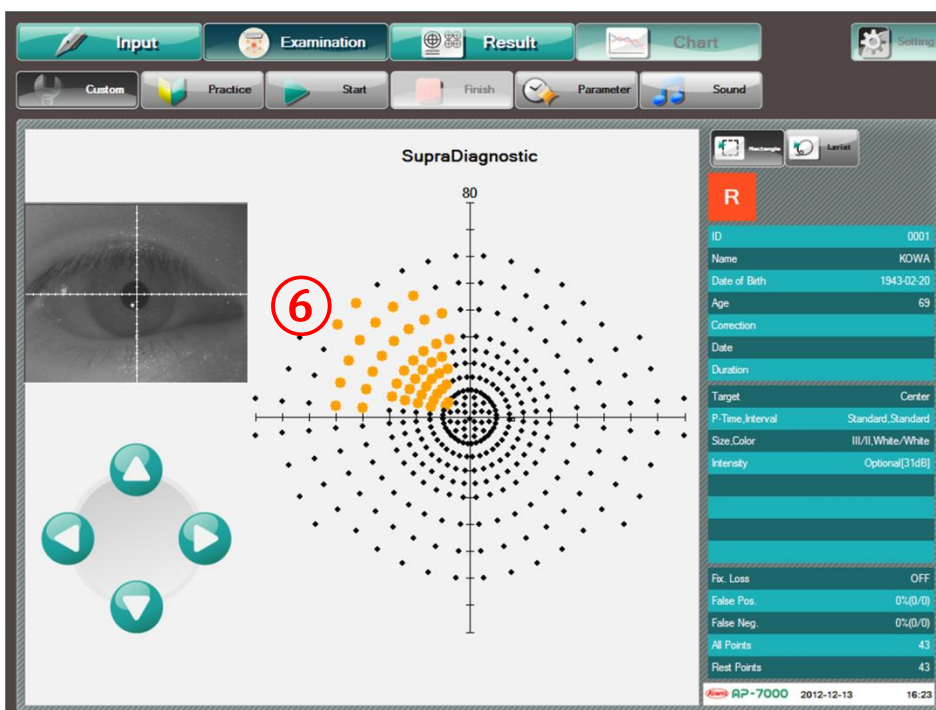 Input Examination Result Chart Setting
Custom Practice Start Finish Parameter Sound
Rectangle Lariat
SupraDiagnostic
80
R
6
ID 0001
Name KOWA
Date of Birth 1943-02-20
Age 69
Correction
Date
Duration
Target Center
P-Time,Interval Standard,Standard
Size,Color III/II,White/White
Intensity Optional[31dB]
Fix. Loss OFF
False Pos. 0%(0/0)
False Neg. 0%(0/0)
All Points 43
Rest Points 43
Kowa AP-7000 2012-12-13 16:23